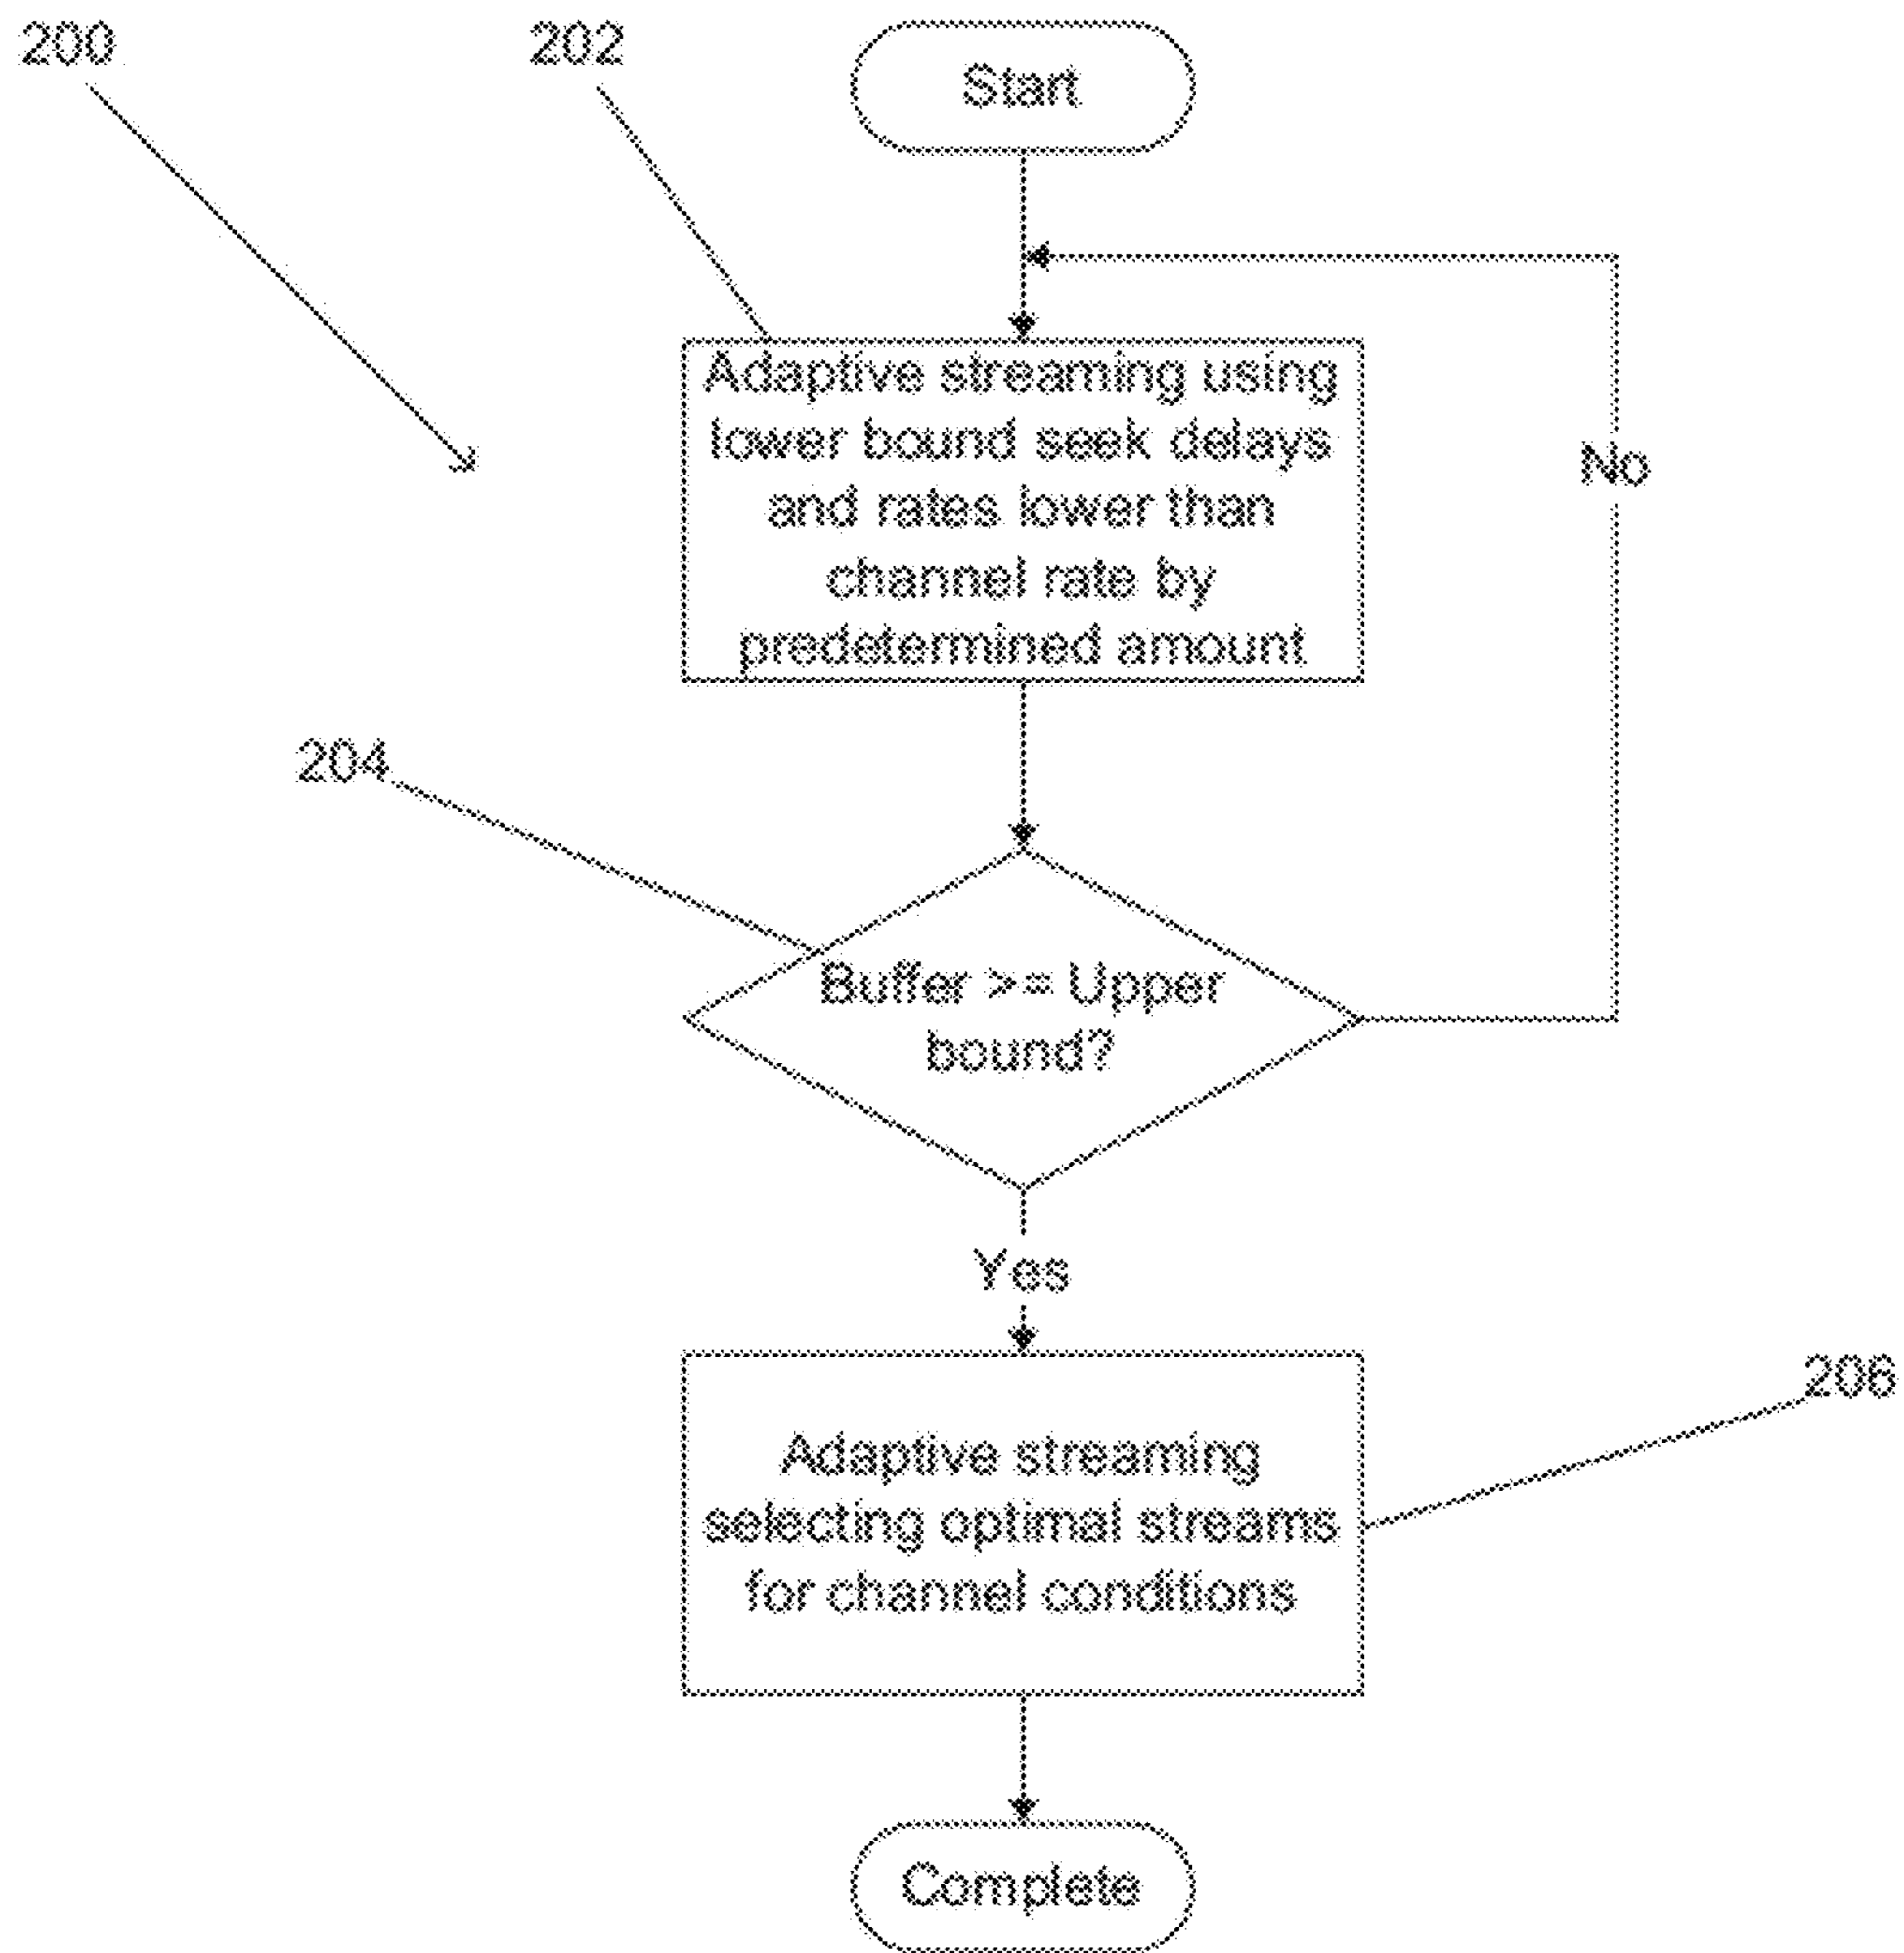 200
202
Start
Adaptive streaming using
lower bound seek delays
and rates lower than
channel rate by
predetermined amount
No
204
Buffer >= Upper
bound?
Yes
206
Adaptive streaming
selecting optimal streams
for channel conditions
Complete